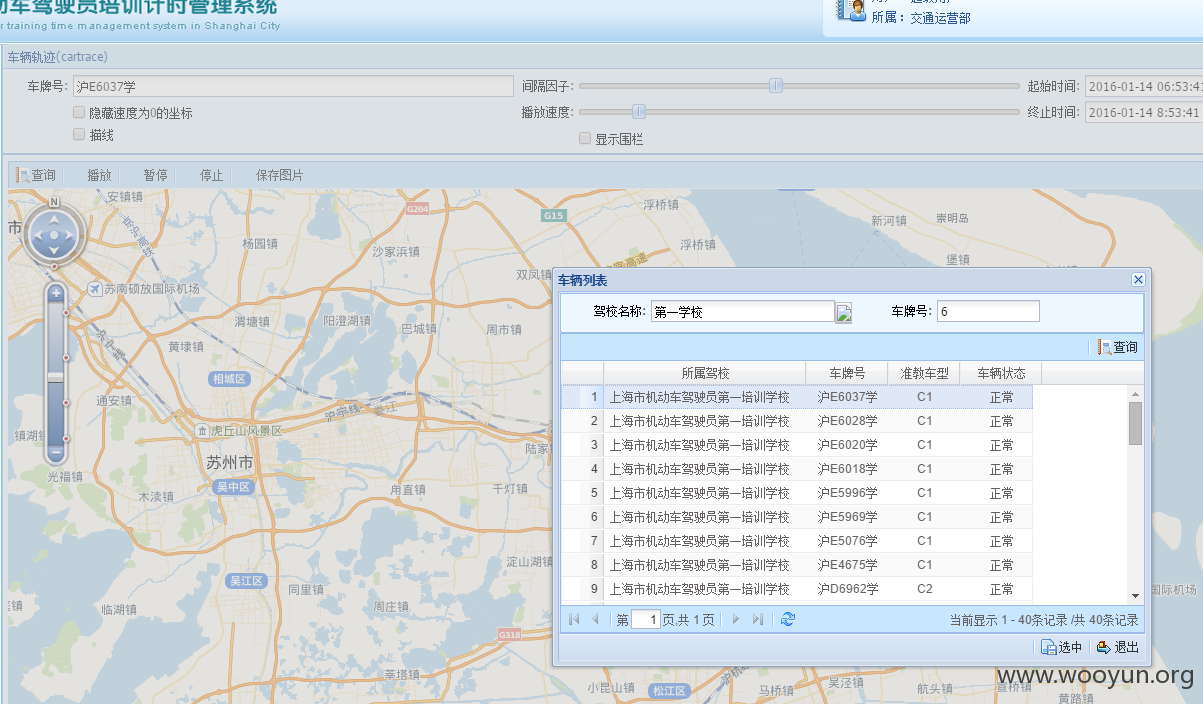 动车驾驶员培训计时管理系统
r training time management system in Shanghai City
所属：交通运营部
车辆轨迹(cartrace)
车牌号: 沪E6037学 间隔因子: 起始时间: 2016-01-14 06:53:41
隐藏速度为0的坐标 播放速度: 终止时间: 2016-01-14 8:53:41
描线 显示围栏
查询 播放 暂停 停止 保存图片
安镇镇
N
G204
G15
浮桥镇
新河镇
崇明岛
市
京沪高铁
杨园镇
沙家浜镇
浮桥镇
双凤镇
堡镇
苏南硕放国际机场
渭塘镇
阳澄湖镇
巴城镇
周市镇
黄埭镇
相城区
通安镇
沪宁线
娄江
镇湖
虎丘山风景区
陆家
光福镇
苏州市
吴中区
木渎镇
甪直镇
千灯镇
淀山湖镇
吴江区
同里镇
临湖镇
周庄镇
G318
莘塔镇
小昆山镇
松江区
马桥镇
吴泾镇
航头镇
宣桥镇
黄路镇
国际机场
车辆列表
驾校名称: 第一学校 车牌号: 6
查询
所属驾校 车牌号 准教车型 车辆状态
1 上海市机动车驾驶员第一培训学校 沪E6037学 C1 正常
2 上海市机动车驾驶员第一培训学校 沪E6028学 C1 正常
3 上海市机动车驾驶员第一培训学校 沪E6020学 C1 正常
4 上海市机动车驾驶员第一培训学校 沪E6018学 C1 正常
5 上海市机动车驾驶员第一培训学校 沪E5996学 C1 正常
6 上海市机动车驾驶员第一培训学校 沪E5969学 C1 正常
7 上海市机动车驾驶员第一培训学校 沪E5076学 C1 正常
8 上海市机动车驾驶员第一培训学校 沪E4675学 C1 正常
9 上海市机动车驾驶员第一培训学校 沪D6962学 C2 正常
第 1 页,共 1 页 当前显示 1 - 40条记录 /共 40条记录
选中 退出
www.wooyun.org